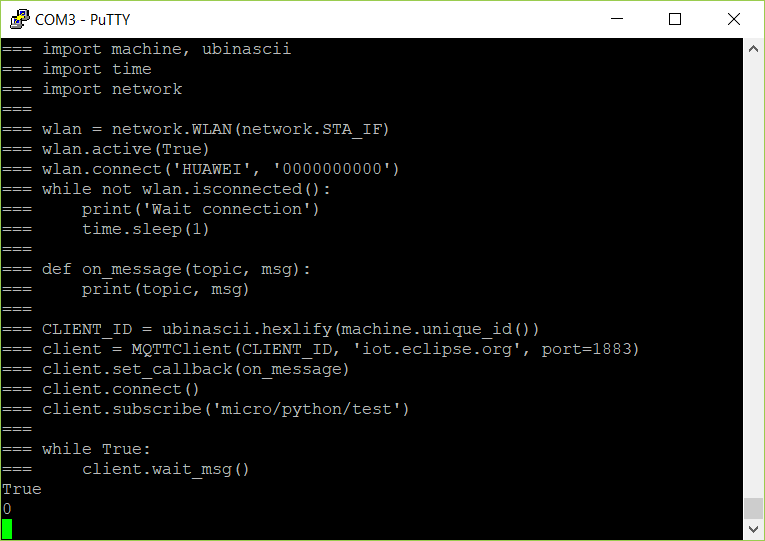 COM3 - PuTTY
=== import machine, ubinascii
=== import time
=== import network
===
=== wlan = network.WLAN(network.STA_IF)
=== wlan.active(True)
=== wlan.connect('HUAWEI', '0000000000')
=== while not wlan.isconnected():
===     print('Wait connection')
===     time.sleep(1)
===
=== def on_message(topic, msg):
===     print(topic, msg)
===
=== CLIENT_ID = ubinascii.hexlify(machine.unique_id())
=== client = MQTTClient(CLIENT_ID, 'iot.eclipse.org', port=1883)
=== client.set_callback(on_message)
=== client.connect()
=== client.subscribe('micro/python/test')
===
=== while True:
===     client.wait_msg()
True
0